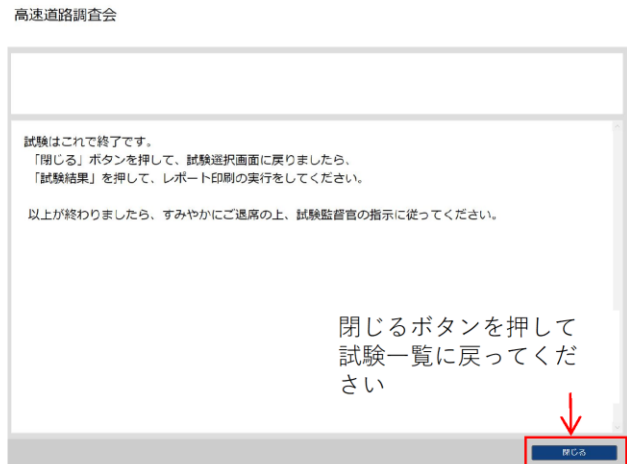 高速道路調査会
試験はこれで終了です。
「閉じる」ボタンを押して、試験選択画面に戻りましたら、
「試験結果」を押して、レポート印刷の実行をしてください。
以上が終わりましたら、すみやかにご退席の上、試験監督官の指示に従ってください。
閉じるボタンを押して
試験一覧に戻ってくだ
さい
閉じる